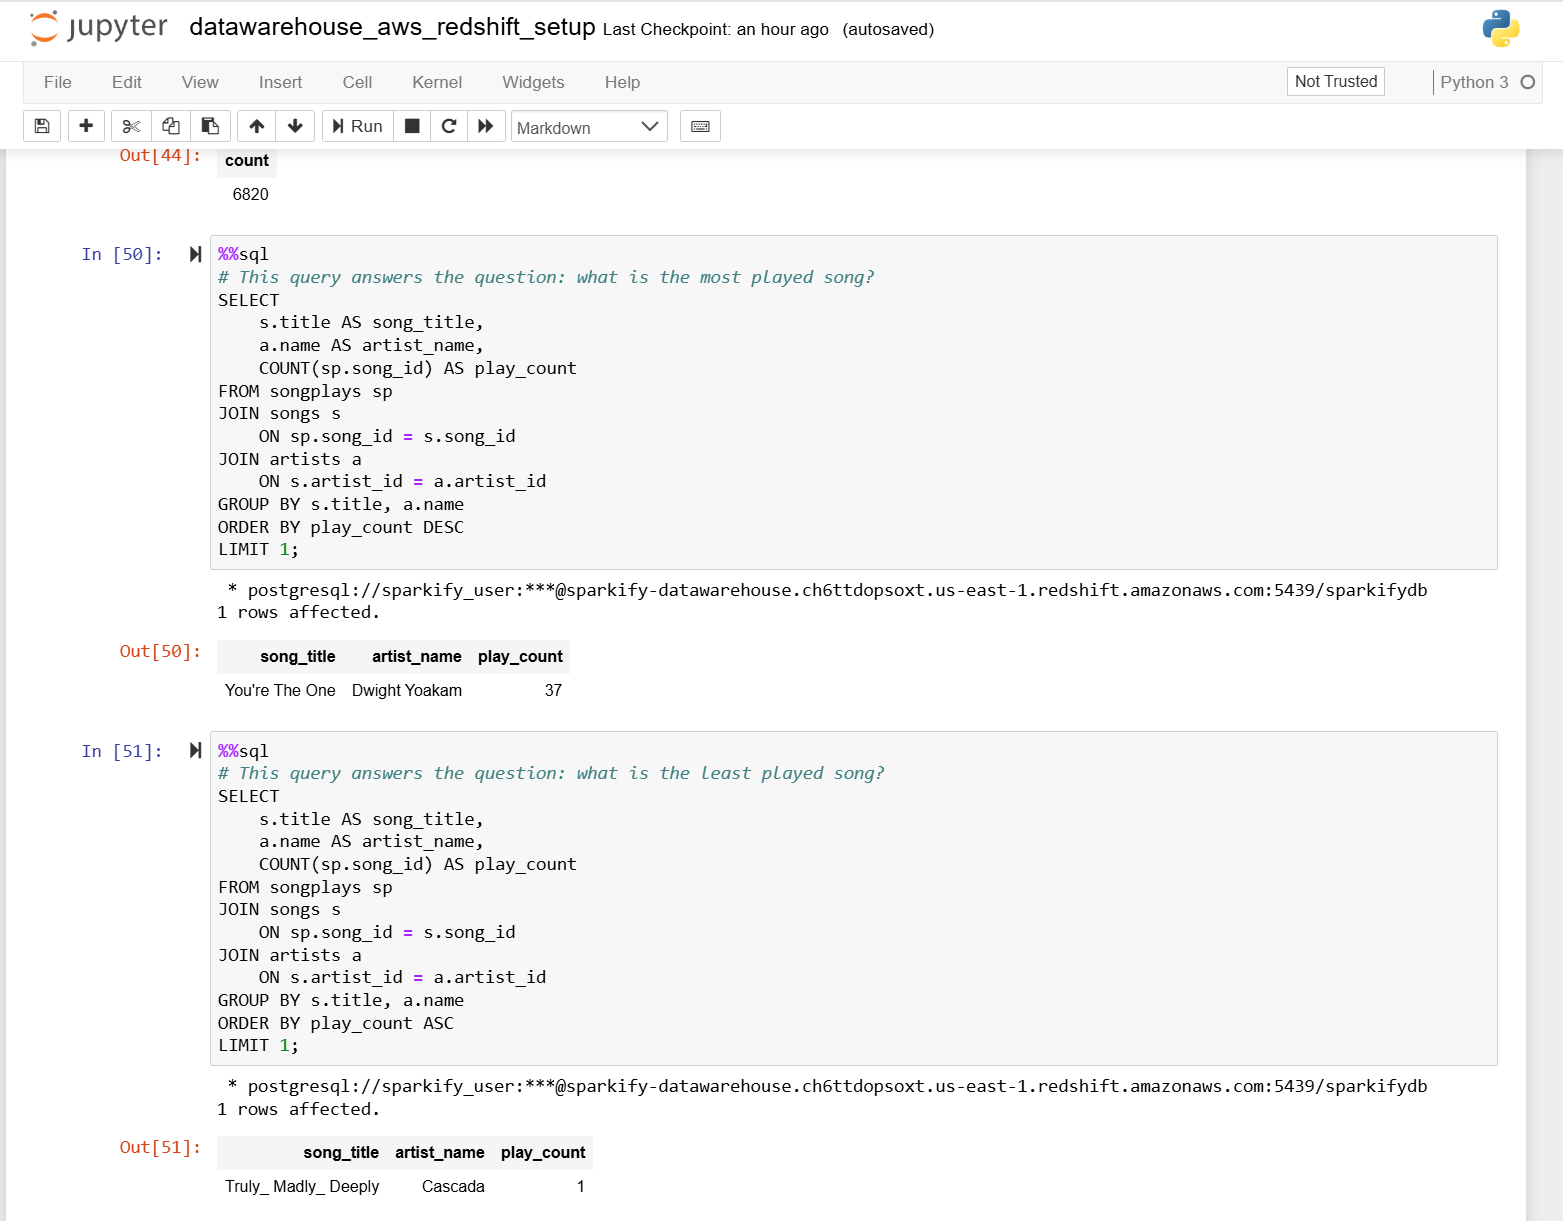 jupyter datawarehouse_aws_redshift_setup Last Checkpoint: an hour ago (autosaved)
File Edit View Insert Cell Kernel Widgets Help Not Trusted Python 3
Run Markdown
Out[44]: count
6820
In [50]: %%sql
# This query answers the question: what is the most played song?
SELECT
    s.title AS song_title,
    a.name AS artist_name,
    COUNT(sp.song_id) AS play_count
FROM songplays sp
JOIN songs s
    ON sp.song_id = s.song_id
JOIN artists a
    ON s.artist_id = a.artist_id
GROUP BY s.title, a.name
ORDER BY play_count DESC
LIMIT 1;
* postgresql://sparkify_user:***@sparkify-datawarehouse.ch6ttdopsoxt.us-east-1.redshift.amazonaws.com:5439/sparkifydb
1 rows affected.
Out[50]: song_title artist_name play_count
You're The One Dwight Yoakam 37
In [51]: %%sql
# This query answers the question: what is the least played song?
SELECT
    s.title AS song_title,
    a.name AS artist_name,
    COUNT(sp.song_id) AS play_count
FROM songplays sp
JOIN songs s
    ON sp.song_id = s.song_id
JOIN artists a
    ON s.artist_id = a.artist_id
GROUP BY s.title, a.name
ORDER BY play_count ASC
LIMIT 1;
* postgresql://sparkify_user:***@sparkify-datawarehouse.ch6ttdopsoxt.us-east-1.redshift.amazonaws.com:5439/sparkifydb
1 rows affected.
Out[51]: song_title artist_name play_count
Truly_ Madly_ Deeply Cascada 1